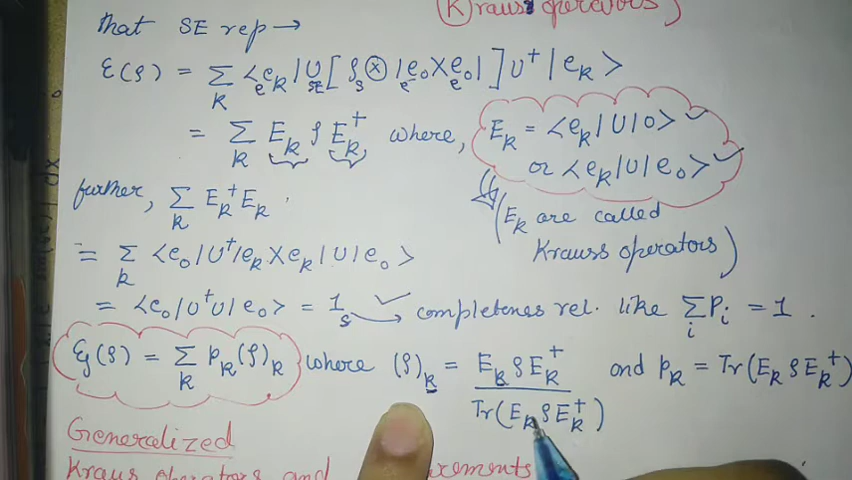 (Krauss operators)
That SE rep →
ε(ρ) = Σ_k <e_k|U_SE[ρ_s ⊗ |e_0><e_0|]U†|e_k>
= Σ_k E_k ρ E_k† where, E_k = <e_k|U|0> ✓
or <e_k|U|e_0> ✓
further, Σ_k E_k† E_k
(E_k are called
Krauss operators)
= Σ_k <e_0|U†|e_k><e_k|U|e_0>
= <e_0|U†U|e_0> = 1_s ✓ → completenes rel. like Σ_i P_i = 1.
ε(ρ) = Σ_k p_k(ρ)_k where (ρ)_k = E_k ρ E_k† / Tr(E_k ρ E_k†) and p_k = Tr(E_k ρ E_k†)
Generalized
Kraus operators and